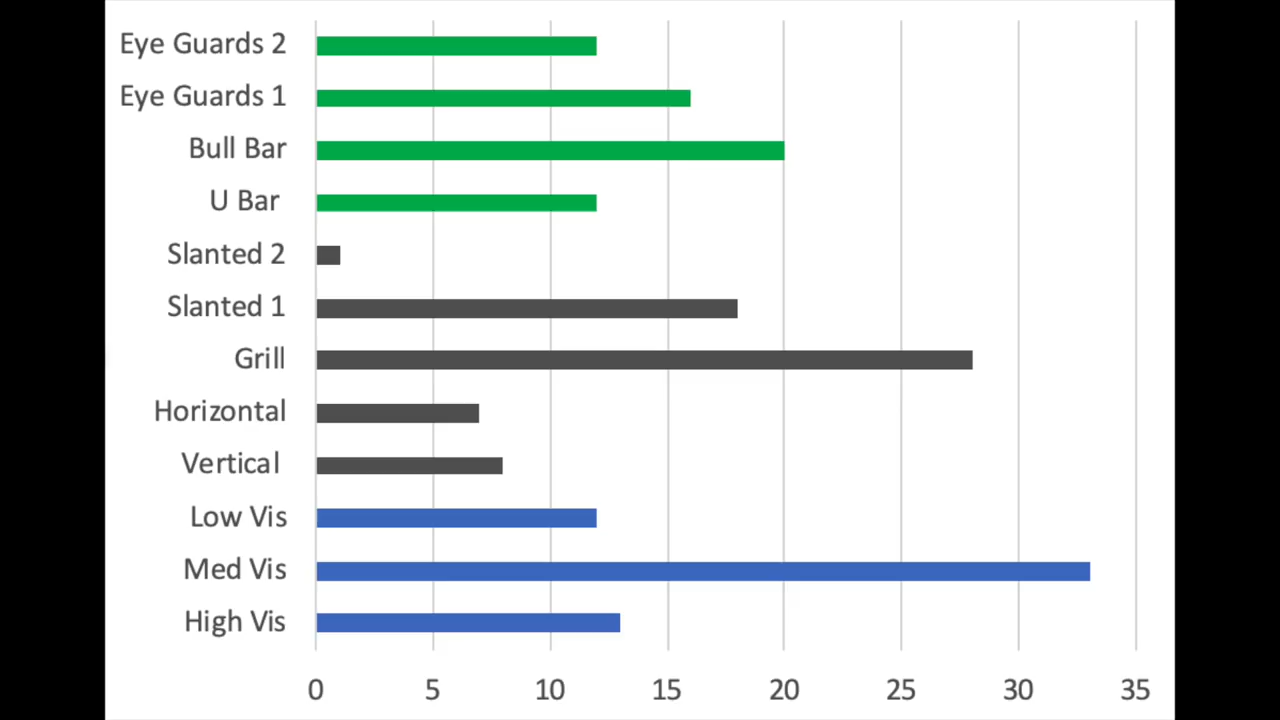 Eye Guards 2
Eye Guards 1
Bull Bar
U Bar
Slanted 2
Slanted 1
Grill
Horizontal
Vertical
Low Vis
Med Vis
High Vis
0 5 10 15 20 25 30 35